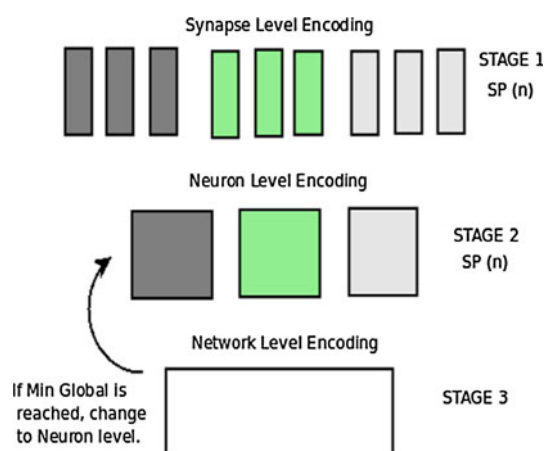 Synapse Level Encoding
STAGE 1
SP (n)
Neuron Level Encoding
STAGE 2
SP (n)
Network Level Encoding
If Min Global is
reached, change
to Neuron level.
STAGE 3